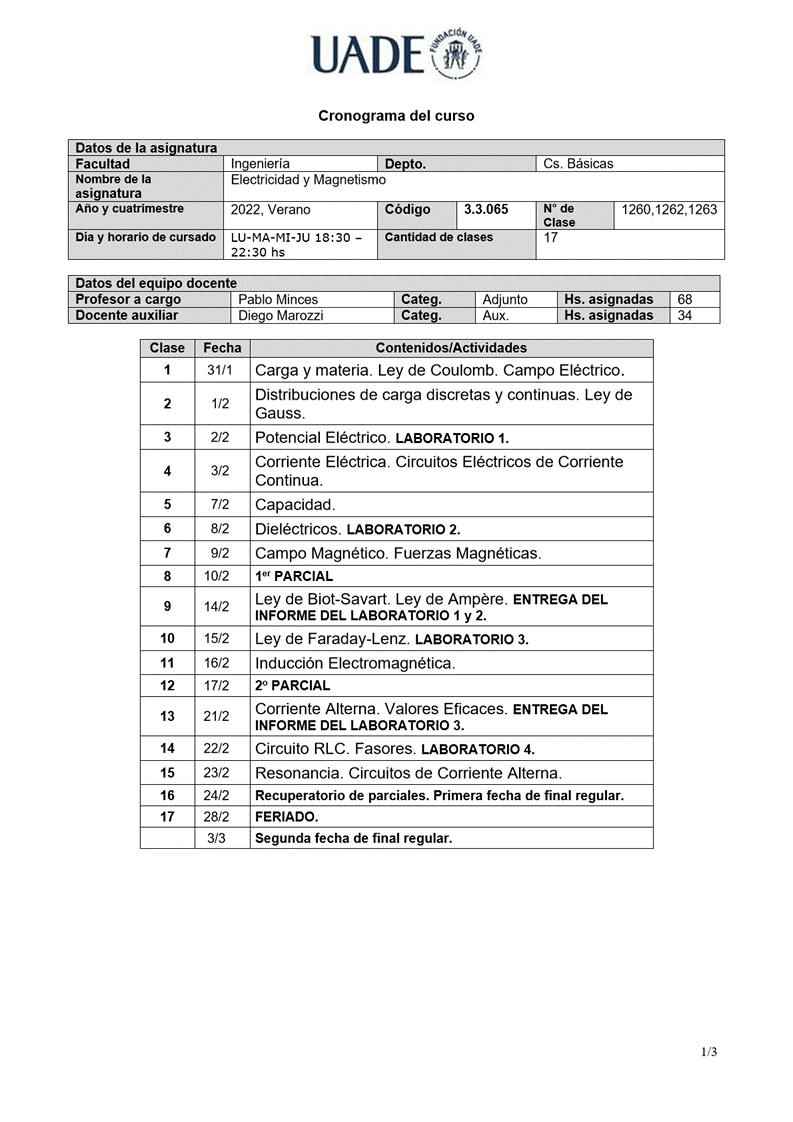 UADE
FUNDACIÓN UADE
Cronograma del curso
Datos de la asignatura
Facultad Ingeniería Depto. Cs. Básicas
Nombre de la
asignatura
Electricidad y Magnetismo
Año y cuatrimestre 2022, Verano Código 3.3.065 N° de
Clase
1260,1262,1263
Día y horario de cursado LU-MA-MI-JU 18:30 –
22:30 hs
Cantidad de clases 17
Datos del equipo docente
Profesor a cargo Pablo Minces Categ. Adjunto Hs. asignadas 68
Docente auxiliar Diego Marozzi Categ. Aux. Hs. asignadas 34
Clase Fecha Contenidos/Actividades
1 31/1 Carga y materia. Ley de Coulomb. Campo Eléctrico.
2 1/2 Distribuciones de carga discretas y continuas. Ley de
Gauss.
3 2/2 Potencial Eléctrico. LABORATORIO 1.
4 3/2 Corriente Eléctrica. Circuitos Eléctricos de Corriente
Continua.
5 7/2 Capacidad.
6 8/2 Dieléctricos. LABORATORIO 2.
7 9/2 Campo Magnético. Fuerzas Magnéticas.
8 10/2 1er PARCIAL
9 14/2 Ley de Biot-Savart. Ley de Ampère. ENTREGA DEL
INFORME DEL LABORATORIO 1 y 2.
10 15/2 Ley de Faraday-Lenz. LABORATORIO 3.
11 16/2 Inducción Electromagnética.
12 17/2 2º PARCIAL
13 21/2 Corriente Alterna. Valores Eficaces. ENTREGA DEL
INFORME DEL LABORATORIO 3.
14 22/2 Circuito RLC. Fasores. LABORATORIO 4.
15 23/2 Resonancia. Circuitos de Corriente Alterna.
16 24/2 Recuperatorio de parciales. Primera fecha de final regular.
17 28/2 FERIADO.
3/3 Segunda fecha de final regular.
1/3